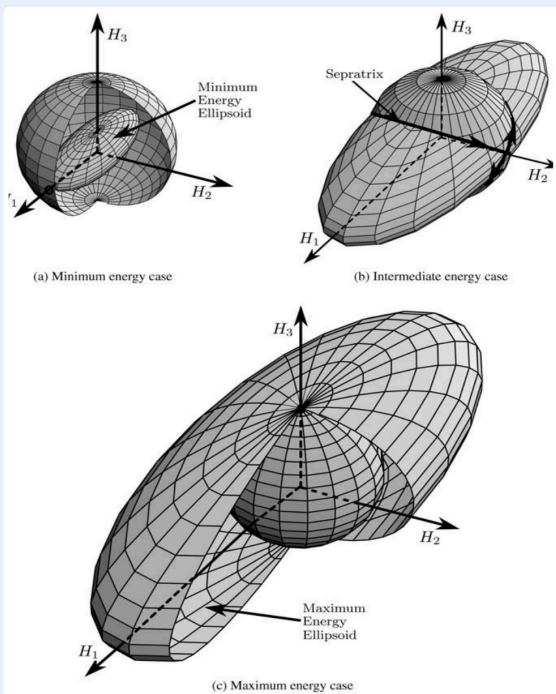 H3
Minimum
Energy
Ellipsoid
H2
(a) Minimum energy case
H3
Sepratrix
H2
H1
(b) Intermediate energy case
H3
H2
Maximum
Energy
Ellipsoid
H1
(c) Maximum energy case